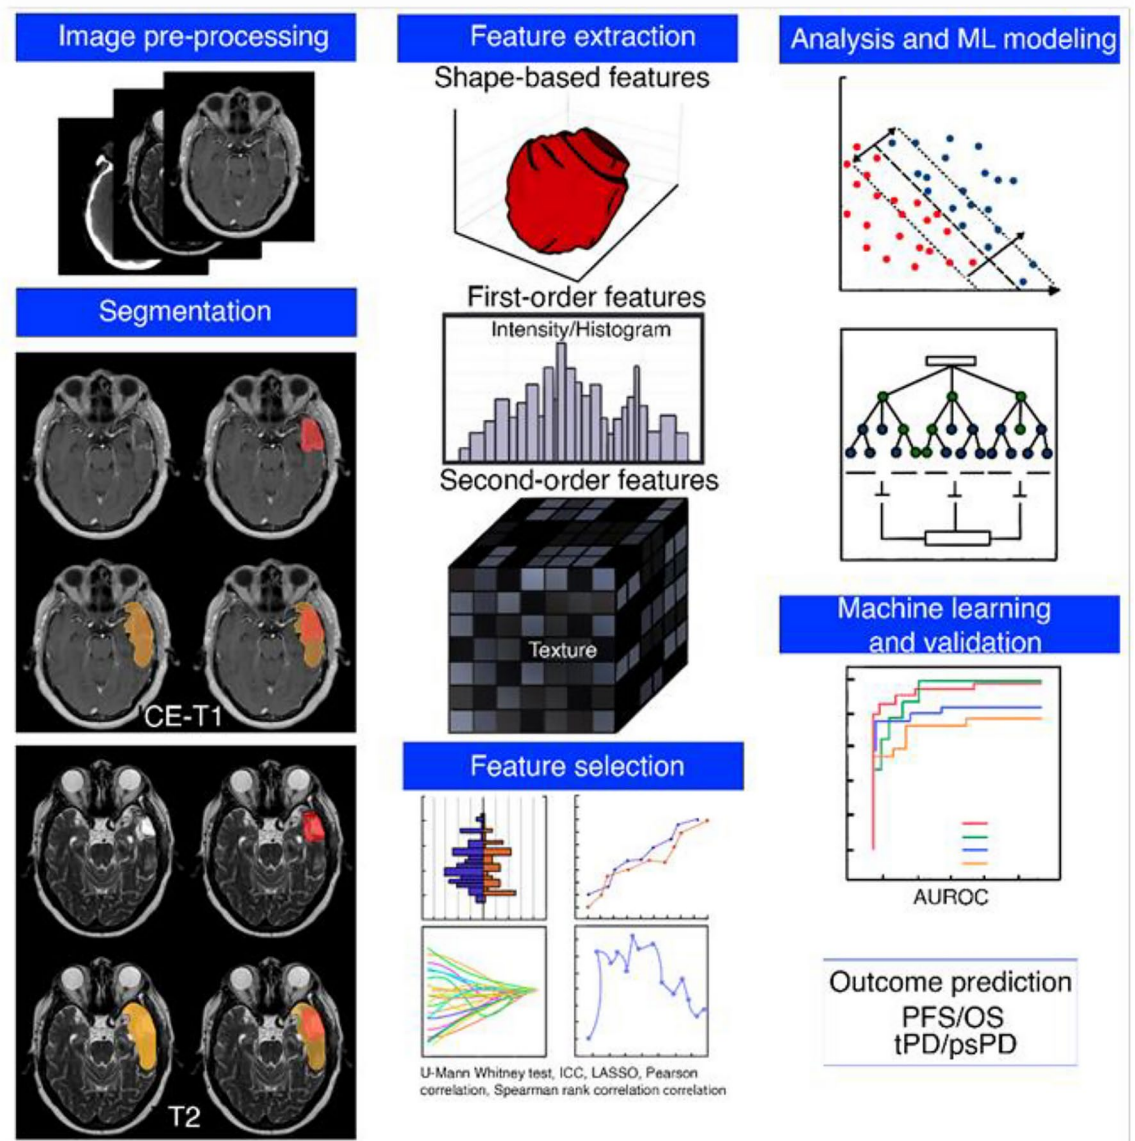 Image pre-processing
Segmentation
CE-T1
T2
Feature extraction
Shape-based features
First-order features
Intensity/Histogram
Second-order features
Texture
Feature selection
U-Mann Whitney test, ICC, LASSO, Pearson
correlation, Spearman rank correlation correlation
Analysis and ML modeling
Machine learning
and validation
AUROC
Outcome prediction
PFS/OS
tPD/psPD